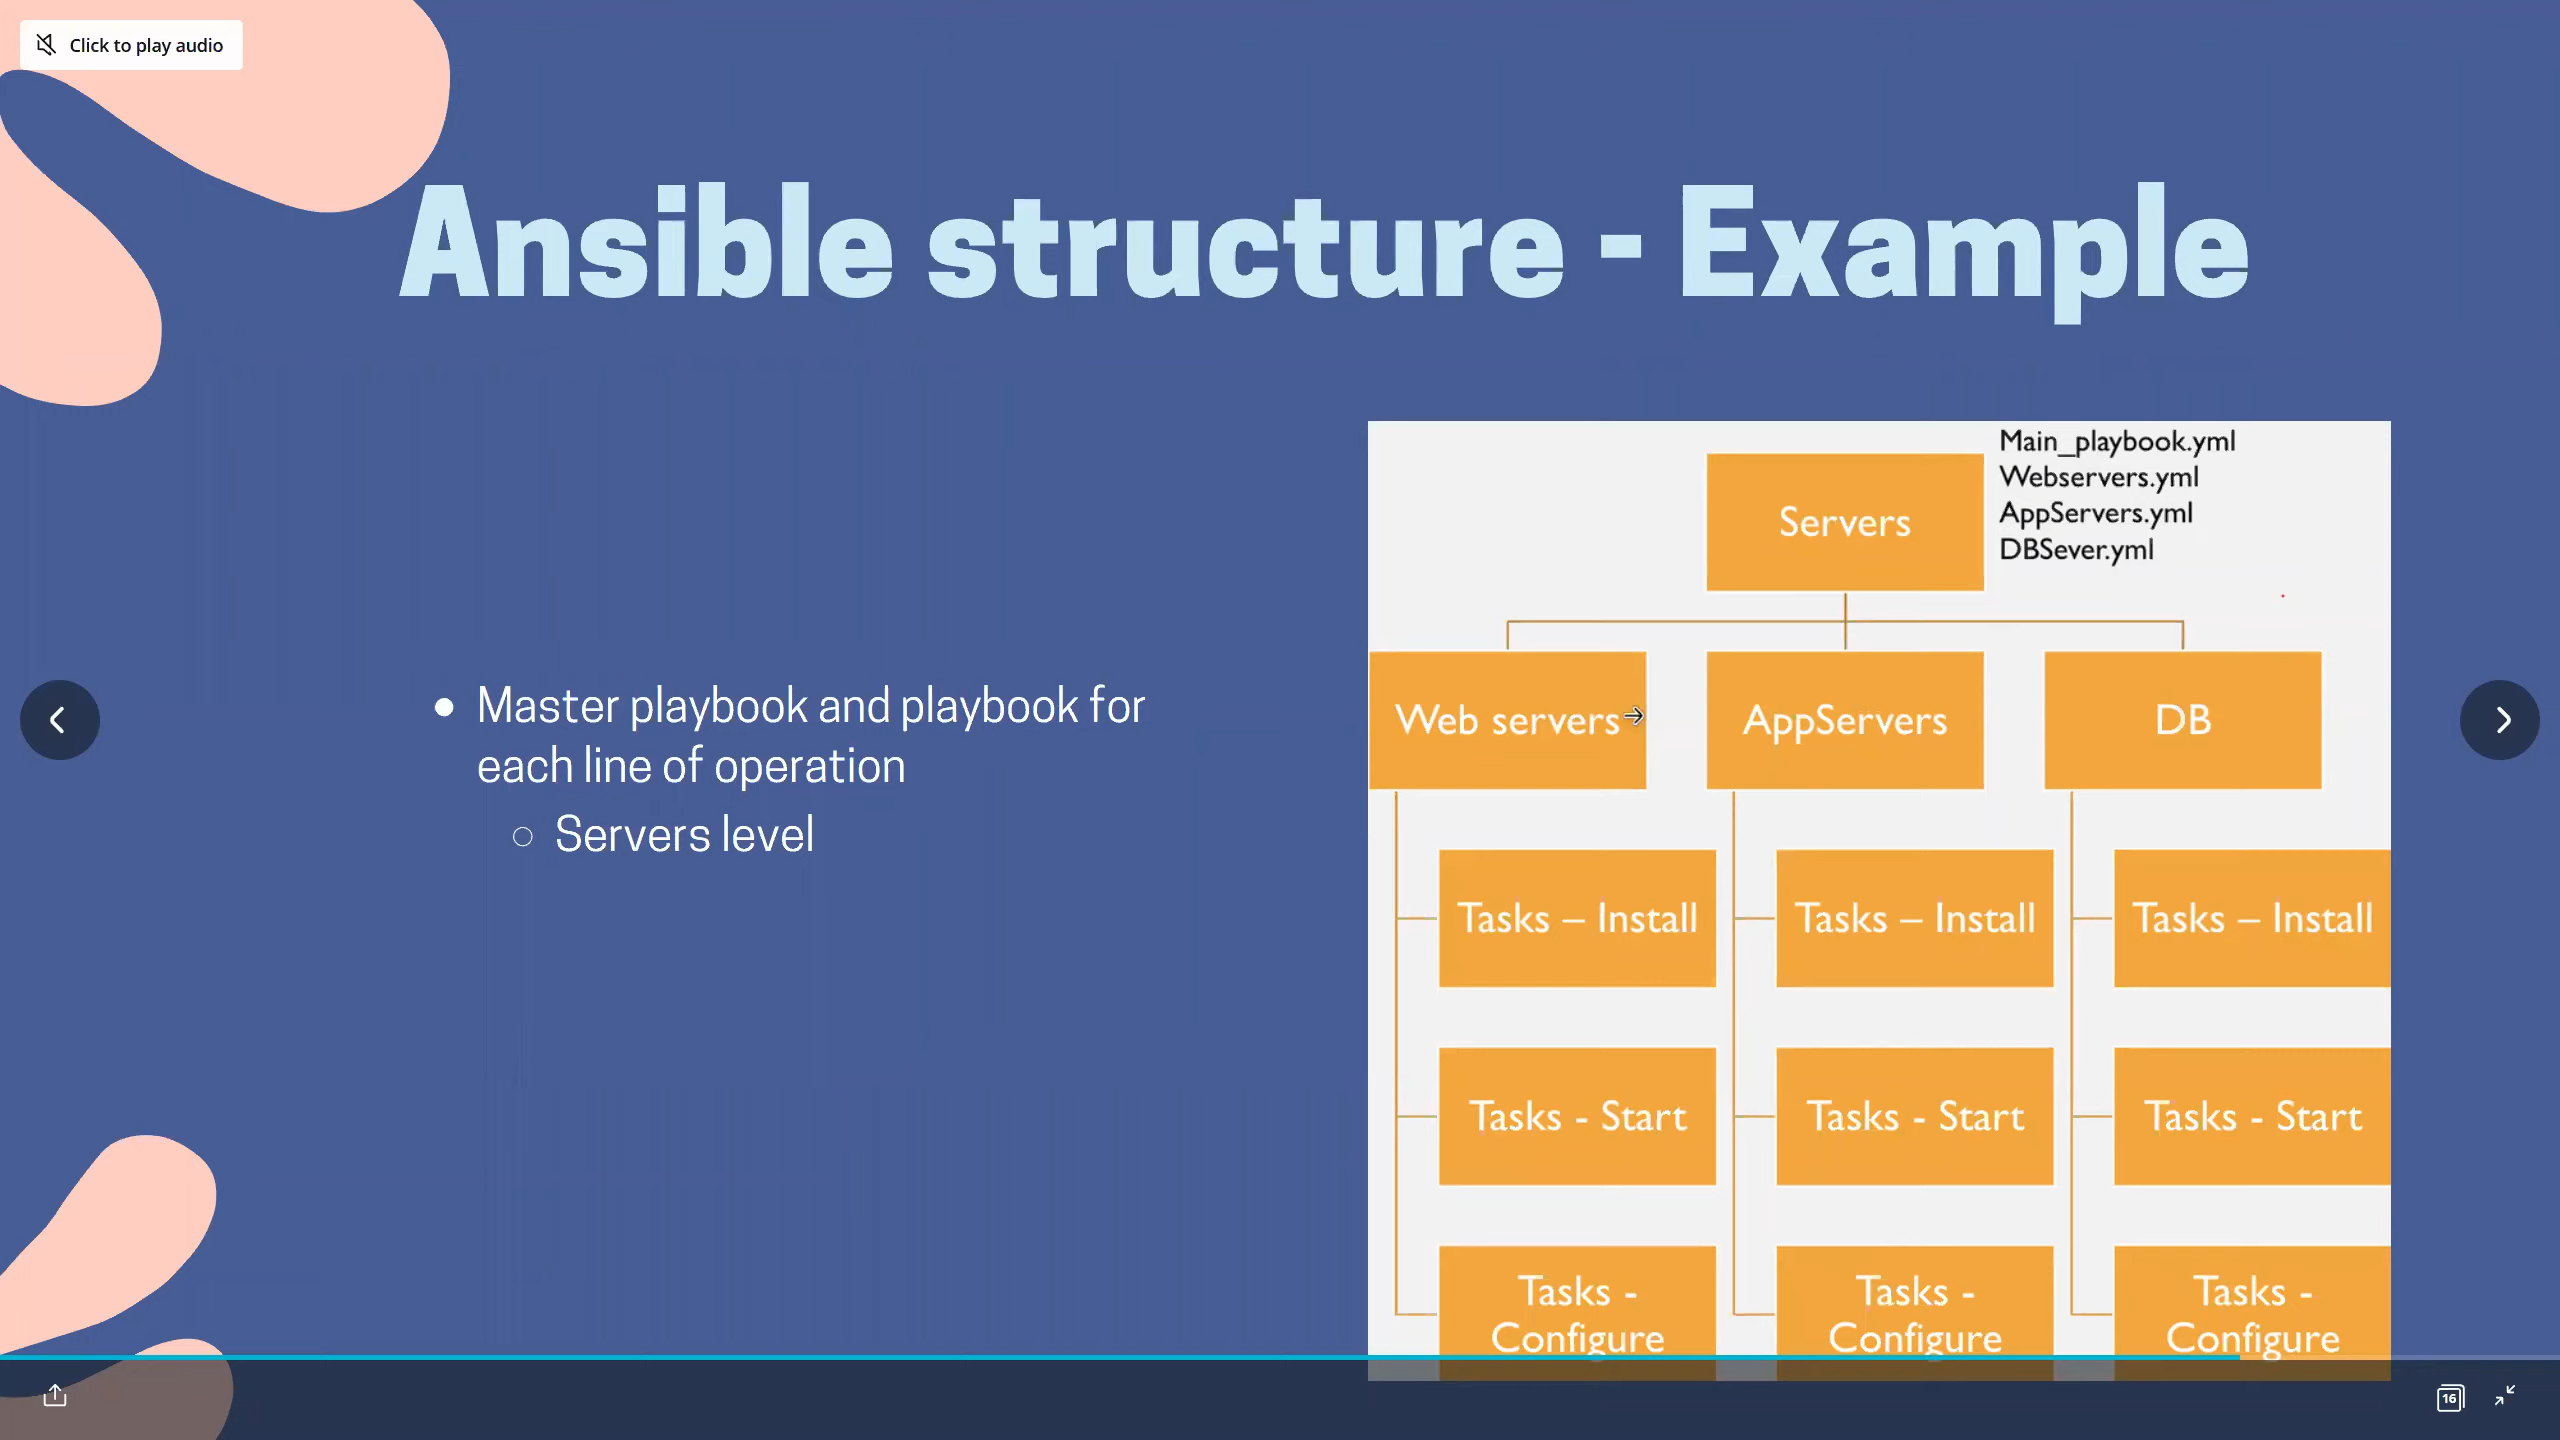 Click to play audio
Ansible structure - Example
Master playbook and playbook for
each line of operation
Servers level
Main_playbook.yml
Webservers.yml
AppServers.yml
DBSever.yml
Servers
Web servers
AppServers
DB
Tasks – Install
Tasks – Install
Tasks – Install
Tasks - Start
Tasks - Start
Tasks - Start
Tasks -
Configure
Tasks -
Configure
Tasks -
Configure
16